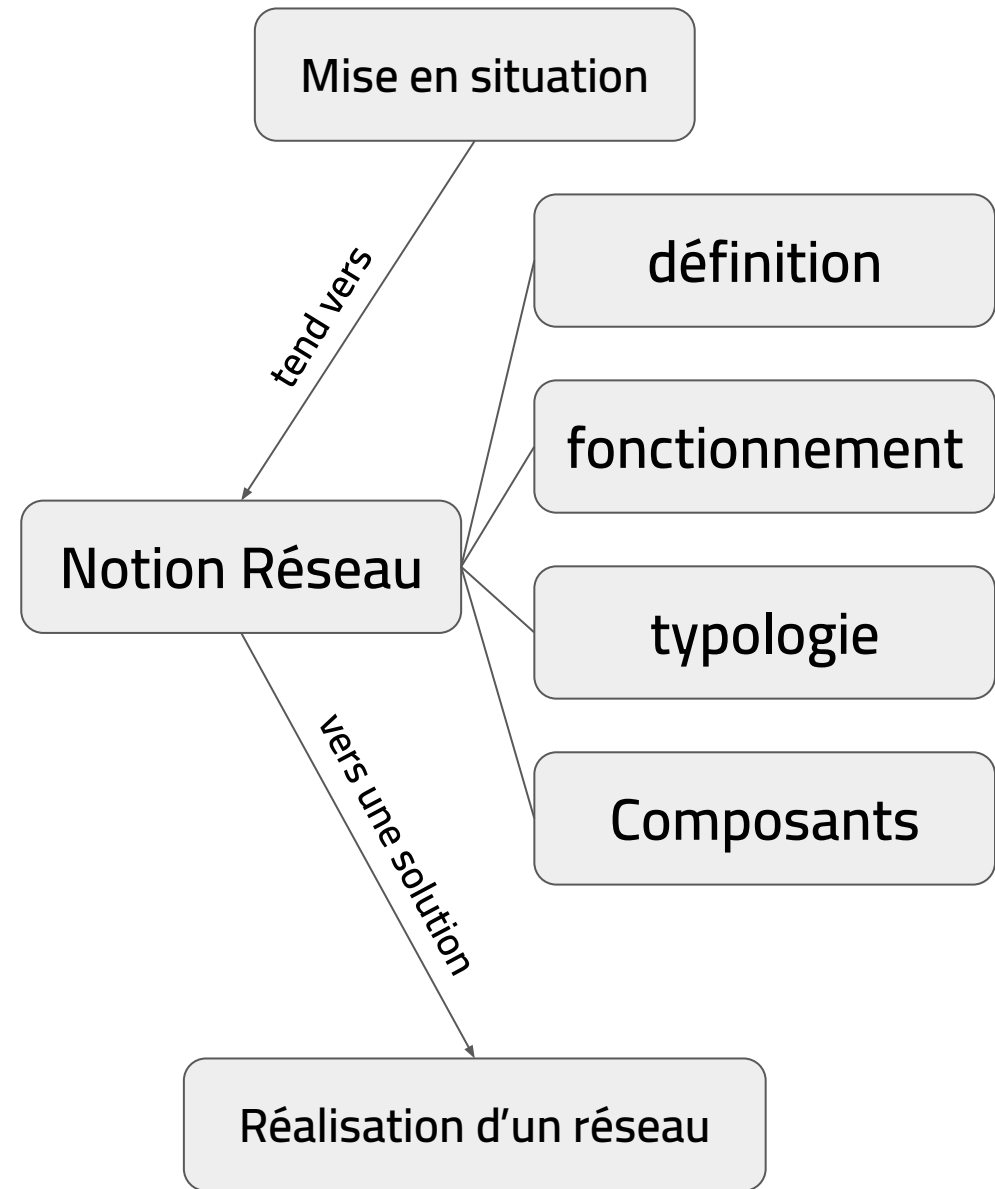 Mise en situation
tend vers
définition
fonctionnement
Notion Réseau
typologie
vers une solution
Composants
Réalisation d’un réseau